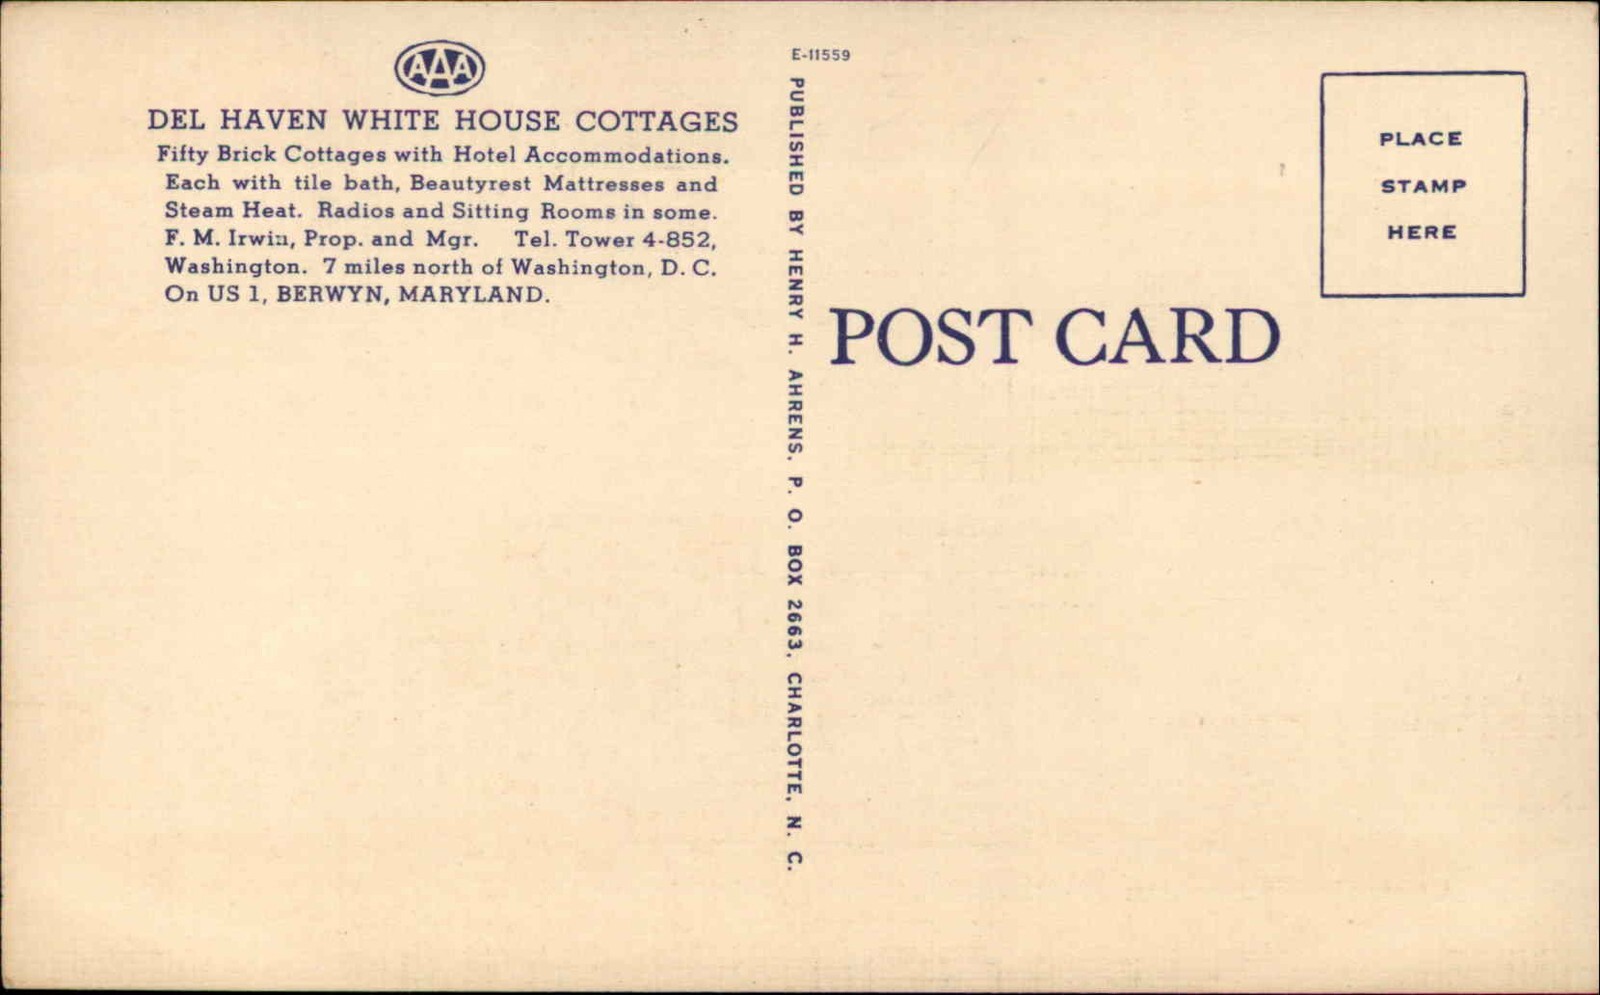 AAA
DEL HAVEN WHITE HOUSE COTTAGES
Fifty Brick Cottages with Hotel Accommodations.
Each with tile bath, Beautyrest Mattresses and
Steam Heat. Radios and Sitting Rooms in some.
F. M. Irwin, Prop. and Mgr. Tel. Tower 4-852,
Washington. 7 miles north of Washington, D. C.
On US 1, BERWYN, MARYLAND.
E-11559
PUBLISHED BY HENRY H. AHRENS. P. O. BOX 2663. CHARLOTTE, N. C.
PLACE
STAMP
HERE
POST CARD